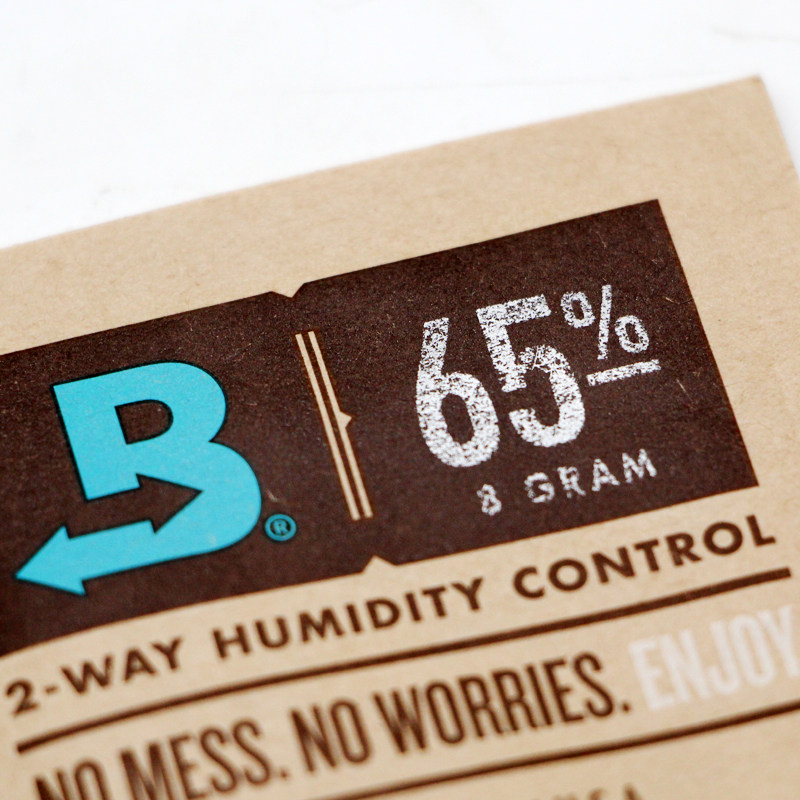 B®
65%
8 GRAM
2-WAY HUMIDITY CONTROL
NO MESS. NO WORRIES. ENJOY